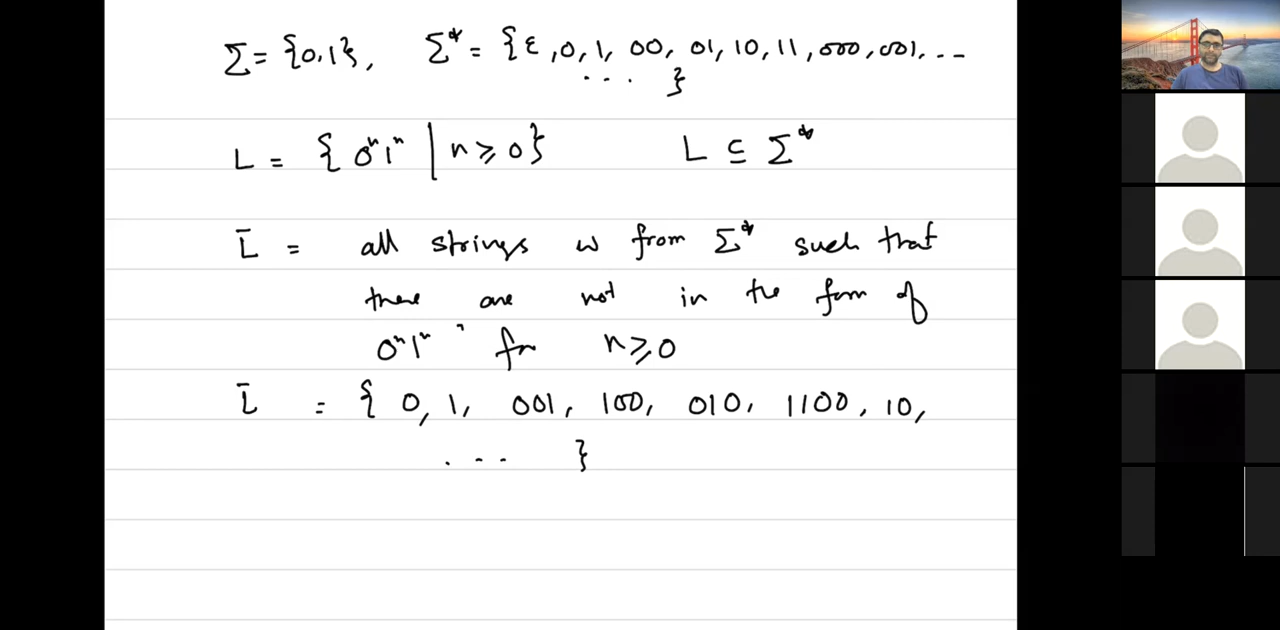 Σ = {0,1}, Σ* = {ε, 0, 1, 00, 01, 10, 11, 000, 001, ...
... }
L = { 0ⁿ1ⁿ | n ≥ 0} L ⊆ Σ*
L̄ = all strings w from Σ* such that
there are not in the form of
0ⁿ1ⁿ for n ≥ 0
L̄ = { 0, 1, 001, 100, 010, 1100, 10,
... }